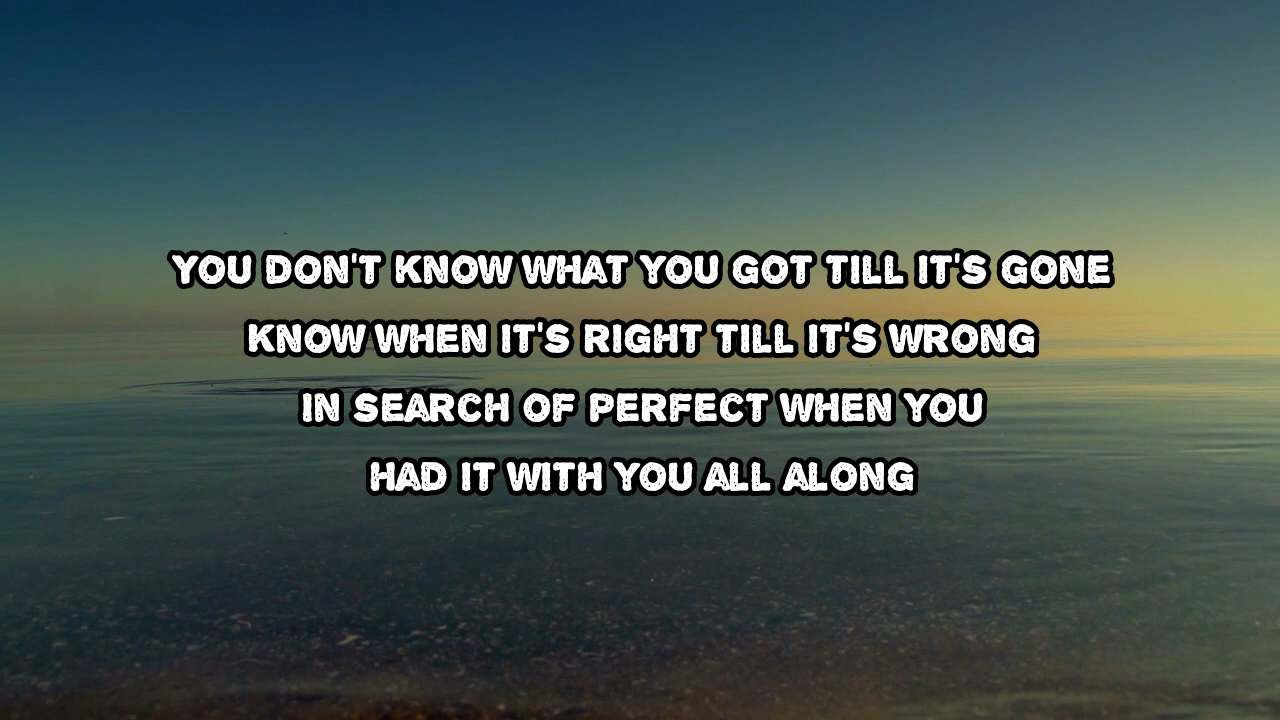 YOU DON'T KNOW WHAT YOU GOT TILL IT'S GONE
KNOW WHEN IT'S RIGHT TILL IT'S WRONG
IN SEARCH OF PERFECT WHEN YOU
HAD IT WITH YOU ALL ALONG